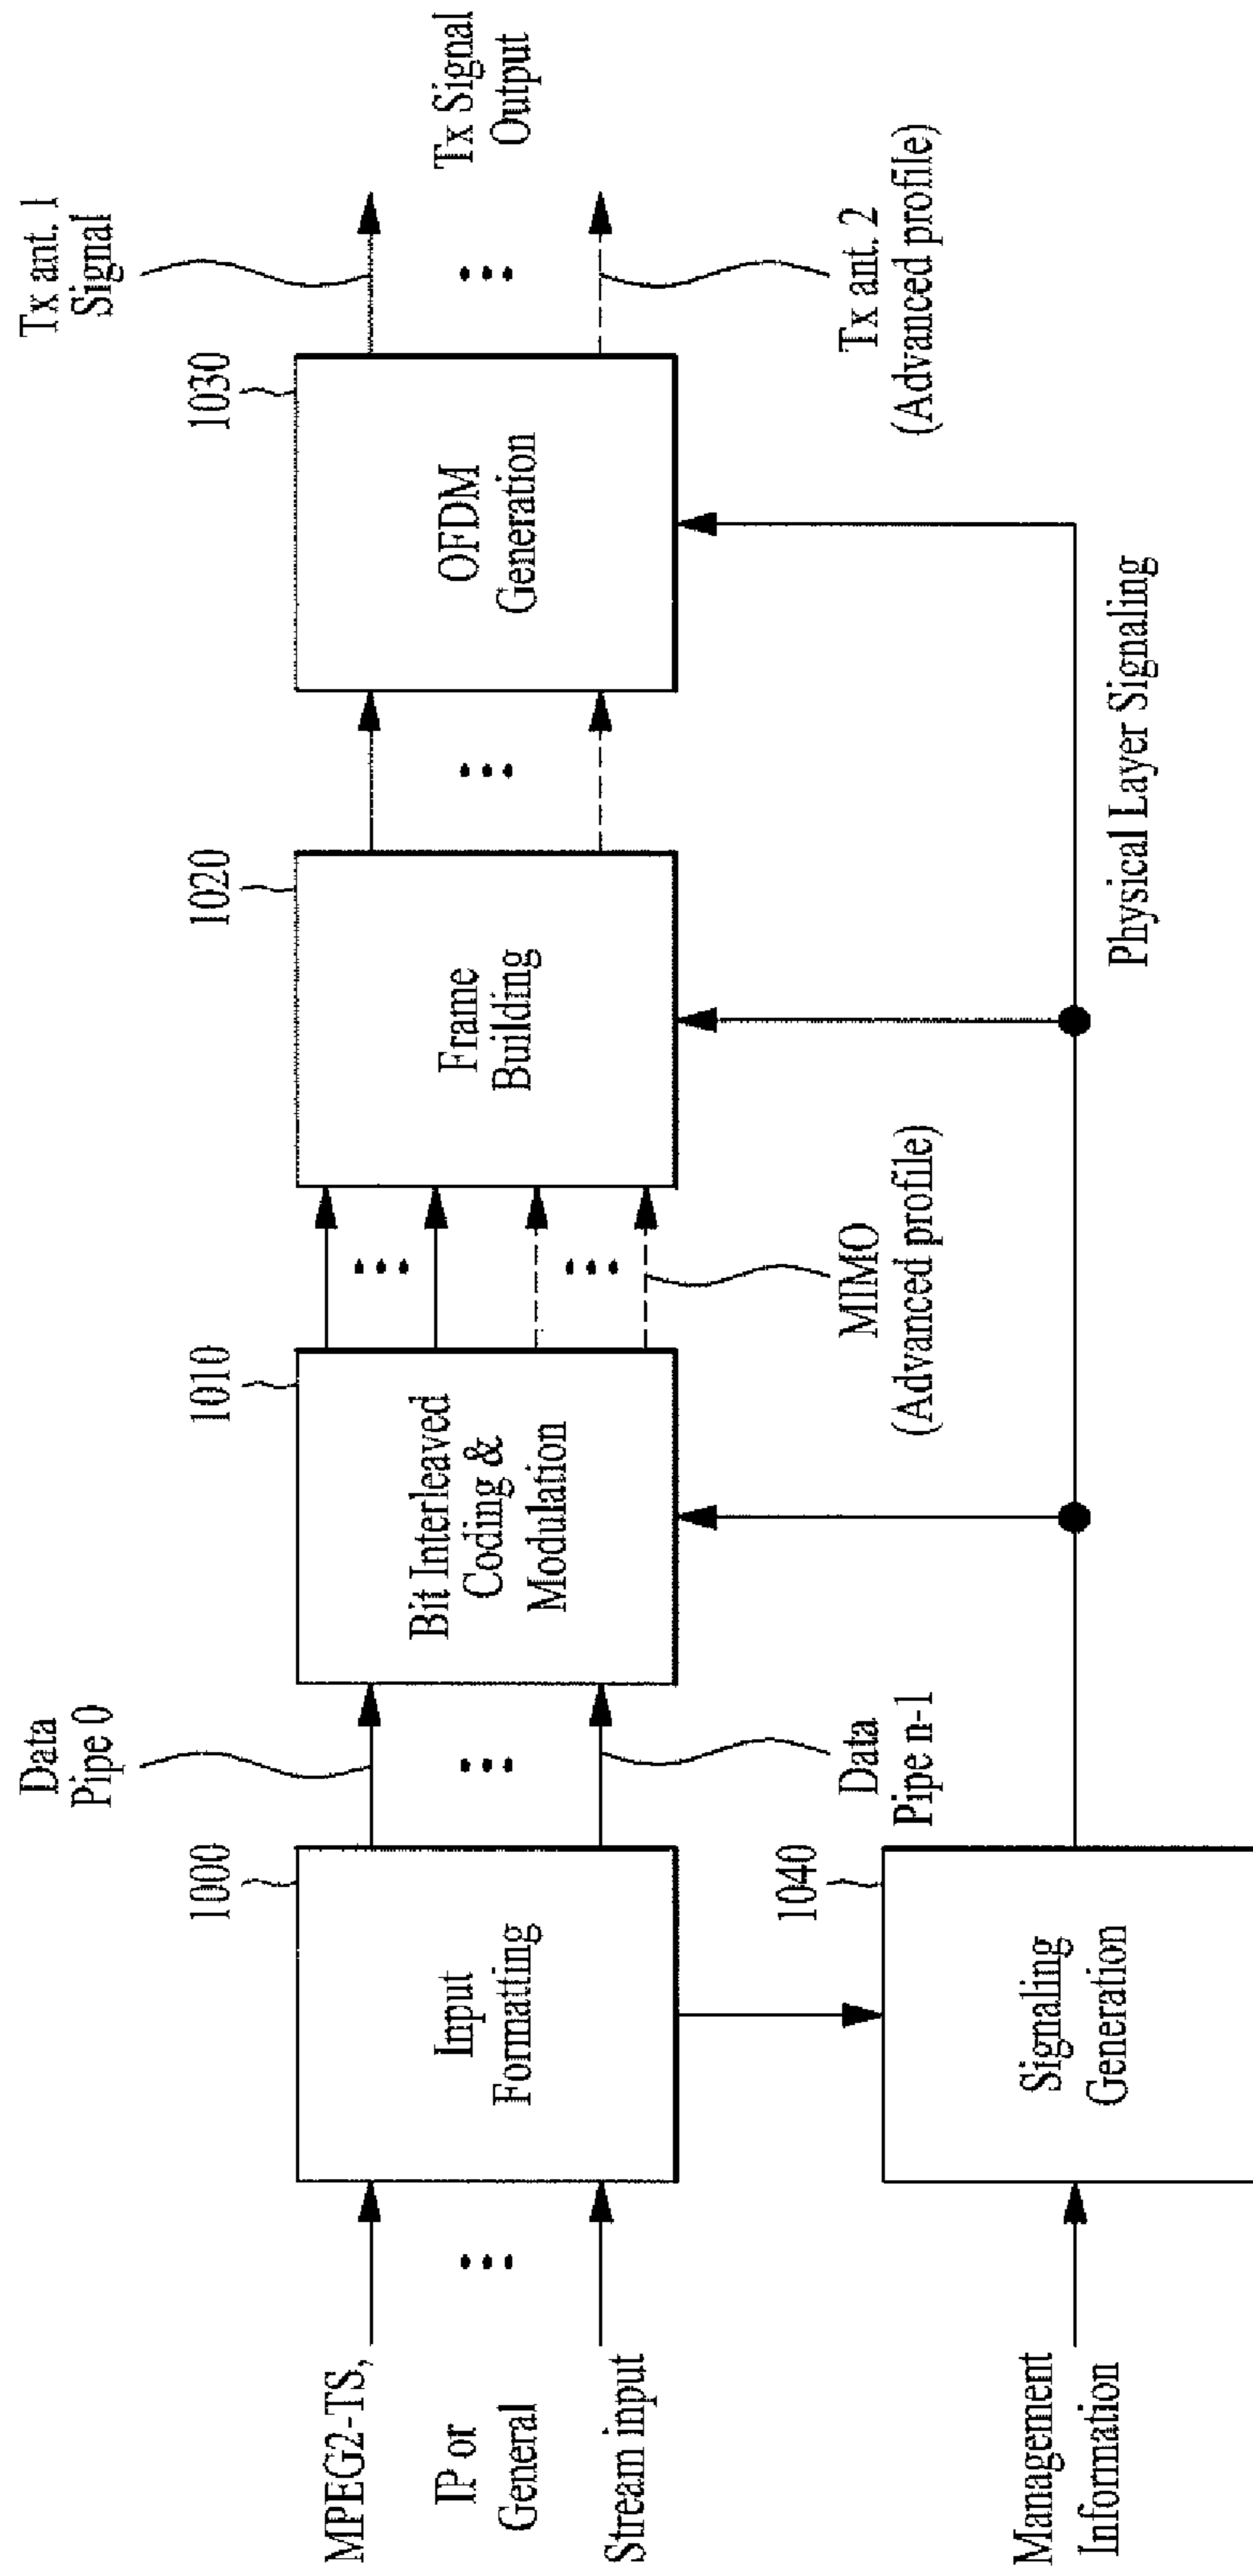 Tx ant. 1
Signal
Data
Pipe 0
1000
1010
1020
1030
MPEG2-TS,
IP or
General
Stream input
Input
Formatting
Bit Interleaved
Coding &
Modulation
Frame
Building
OFDM
Generation
Tx Signal
Output
Data
Pipe n-1
MIMO
(Advanced profile)
Tx ant. 2
(Advanced profile)
1040
Management
Information
Signaling
Generation
Physical Layer Signaling